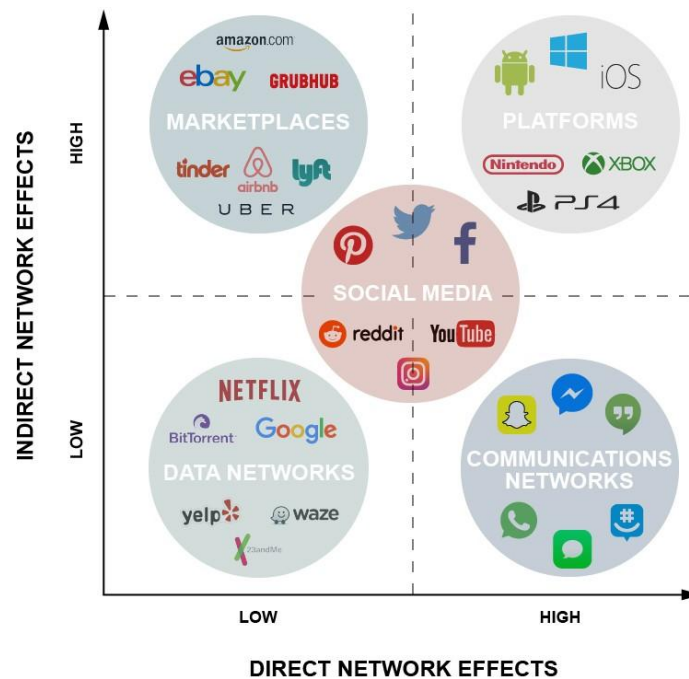 INDIRECT NETWORK EFFECTS
HIGH
LOW
amazon.com
ebay
GRUBHUB
MARKETPLACES
tinder
airbnb
lyft
UBER
iOS
PLATFORMS
Nintendo
XBOX
PS4
SOCIAL MEDIA
reddit
YouTube
NETFLIX
BitTorrent
Google
DATA NETWORKS
yelp
waze
23andMe
COMMUNICATIONS
NETWORKS
LOW
HIGH
DIRECT NETWORK EFFECTS